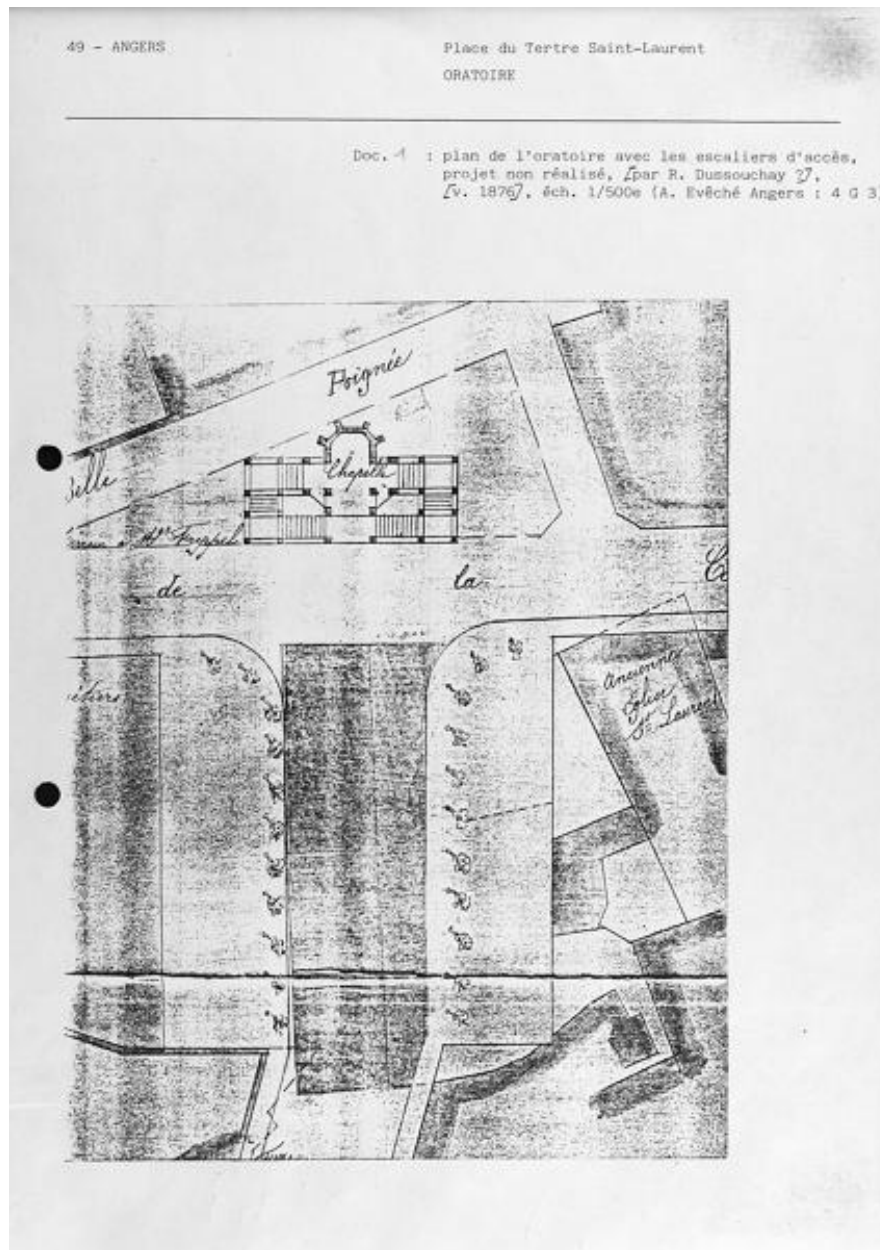 49 - ANGERS
Place du Tertre Saint-Laurent
ORATOIRE
Doc. 1 : plan de l'oratoire avec les escaliers d'accès,
projet non réalisé, [par R. Dussouchay ?],
[v. 1876], éch. 1/500e (A. Evêché Angers : 4 G 3
Poignée
Chapelle
Belle
Freppel
de
la
Ancienne
Eglise
St Laurent